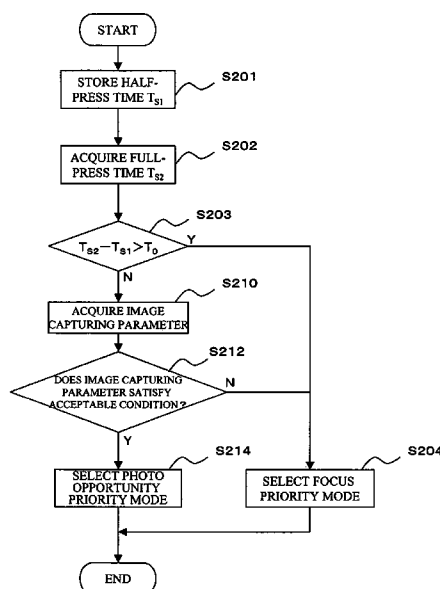 START
S201
STORE HALF-
PRESS TIME TS1
S202
ACQUIRE FULL-
PRESS TIME TS2
S203
TS2−TS1>T0
Y
N
S210
ACQUIRE IMAGE
CAPTURING PARAMETER
S212
DOES IMAGE CAPTURING
PARAMETER SATISFY
ACCEPTABLE CONDITION?
N
Y
S214
SELECT PHOTO
OPPORTUNITY
PRIORITY MODE
S204
SELECT FOCUS
PRIORITY MODE
END